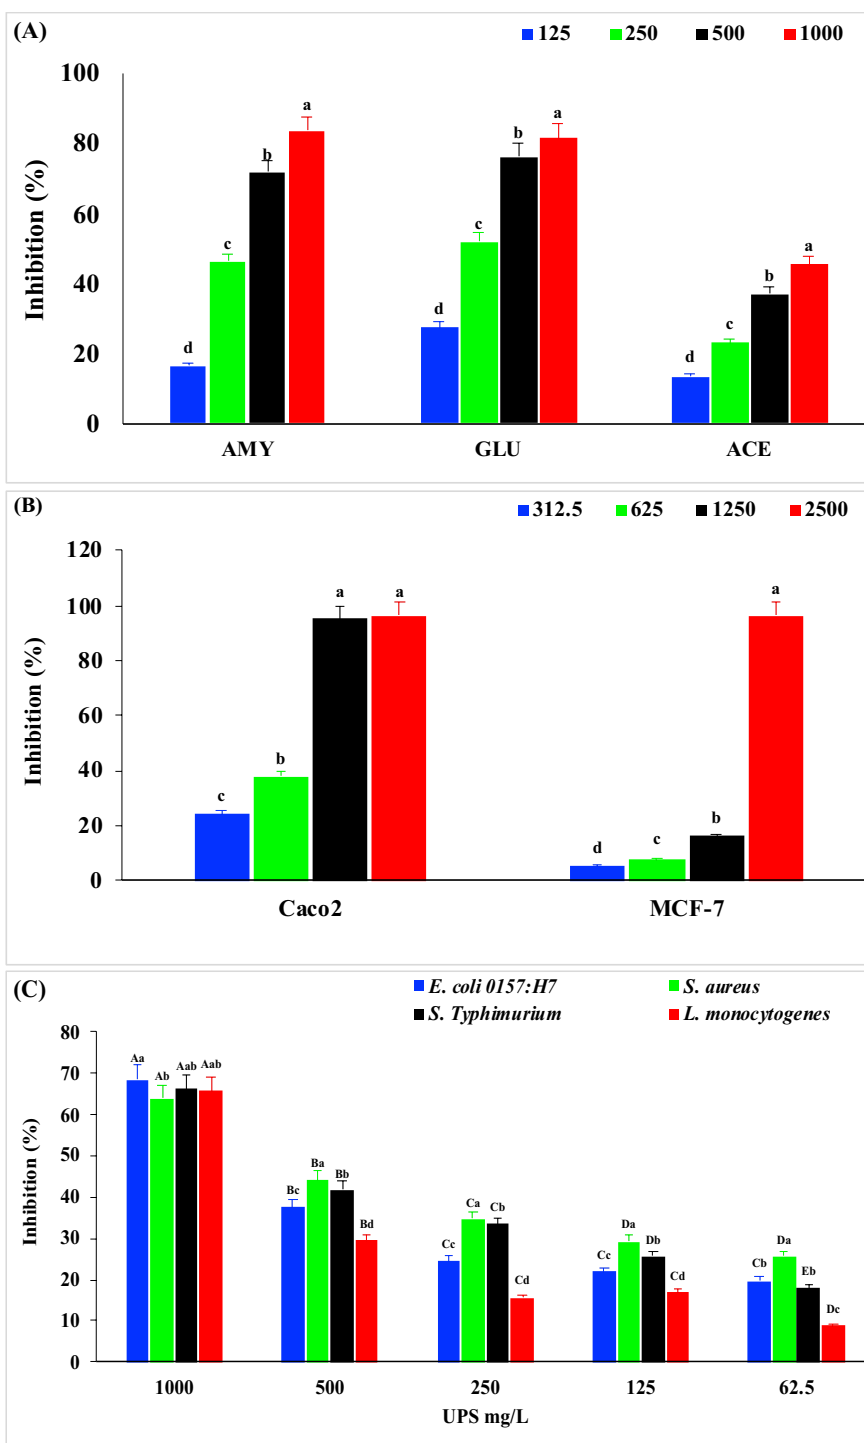 (A)
125 250 500 1000
100
80
60
40
20
0
Inhibition (%)
d c b a
d c b a
d c b a
AMY GLU ACE
(B)
312.5 625 1250 2500
120
100
80
60
40
20
0
Inhibition (%)
c b a a
d c b a
Caco2 MCF-7
(C)
E. coli 0157:H7 S. aureus
S. Typhimurium L. monocytogenes
80
70
60
50
40
30
20
10
0
Inhibition (%)
Aa Ab Aab Aab
Bc Ba Bb Bd
Cc Ca Cb Cd
Cc Da Db Cd
Cb Da Eb Dc
1000 500 250 125 62.5
UPS mg/L